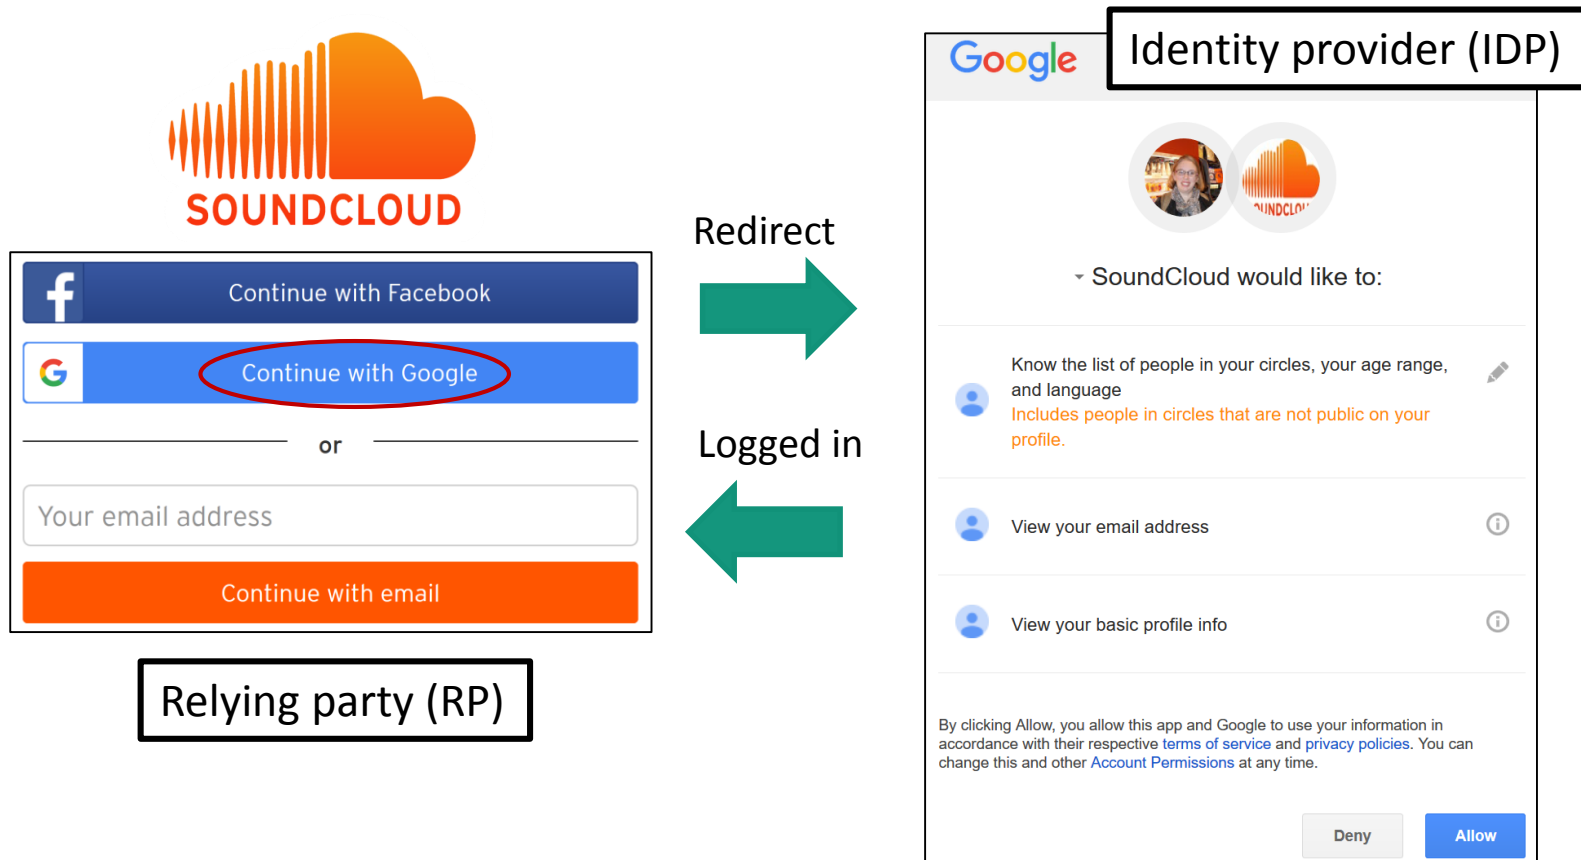 SOUNDCLOUD
Continue with Facebook
Continue with Google
or
Your email address
Continue with email
Relying party (RP)
Redirect
Logged in
Google
Identity provider (IDP)
SOUNDCLOUD
SoundCloud would like to:
Know the list of people in your circles, your age range,
and language
Includes people in circles that are not public on your
profile.
View your email address
View your basic profile info
By clicking Allow, you allow this app and Google to use your information in
accordance with their respective terms of service and privacy policies. You can
change this and other Account Permissions at any time.
Deny
Allow